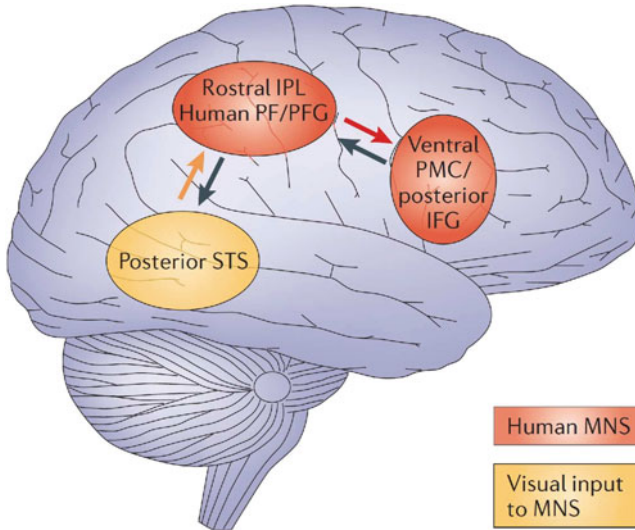 Rostral IPL
Human PF/PFG
Ventral
PMC/
posterior
IFG
Posterior STS
Human MNS
Visual input
to MNS